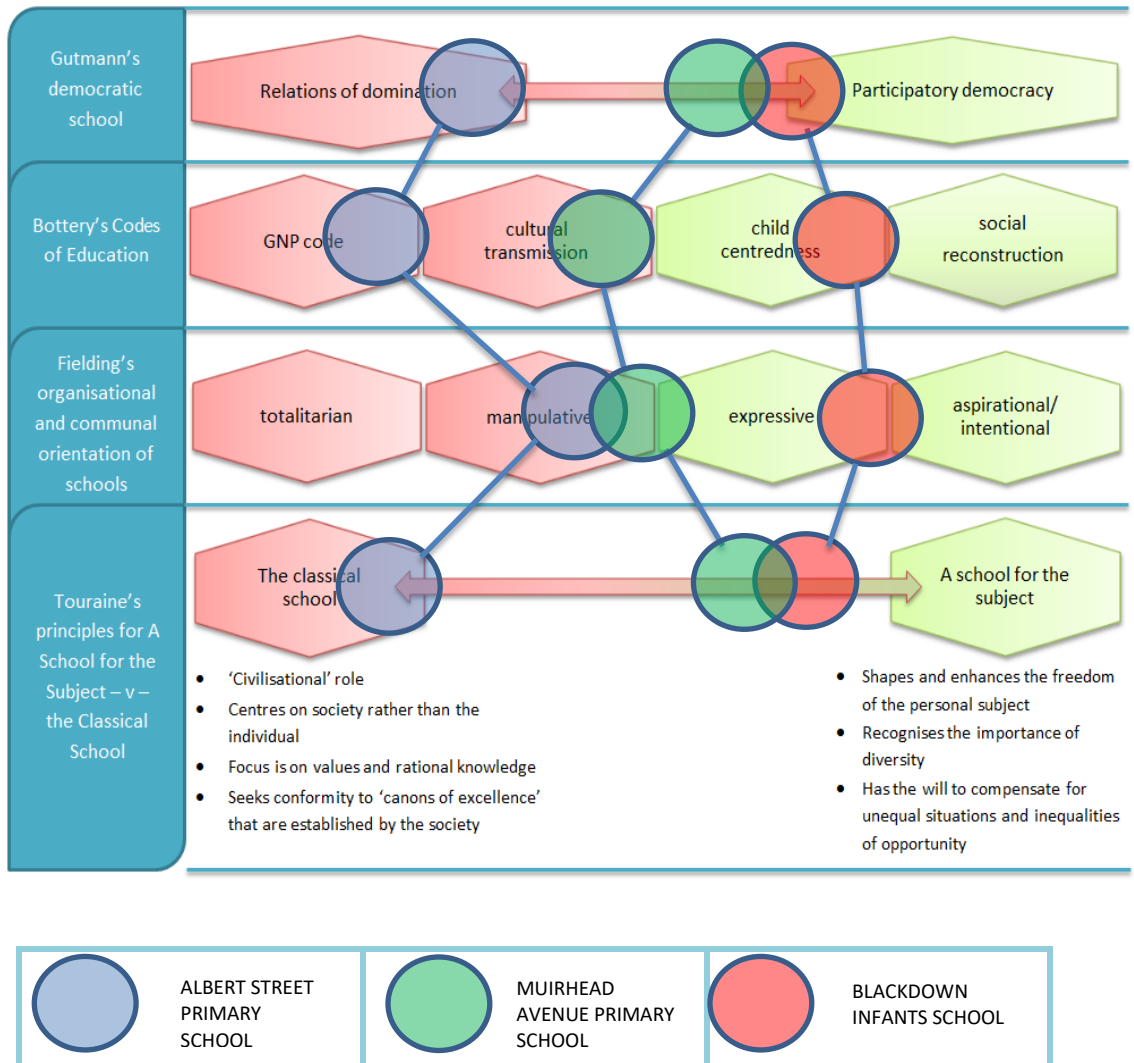 Gutmann's
democratic
school
Relations of domination
Participatory democracy
Bottery's Codes
of Education
GNP code
cultural
transmission
child
centredness
social
reconstruction
Fielding's
organisational
and communal
orientation of
schools
totalitarian
manipulative
expressive
aspirational/
intentional
Touraine's
principles for A
School for the
Subject – v –
the Classical
School
The classical
school
A school for the
subject
• 'Civilisational' role
• Centres on society rather than the
individual
• Focus is on values and rational knowledge
• Seeks conformity to 'canons of excellence'
that are established by the society
• Shapes and enhances the freedom
of the personal subject
• Recognises the importance of
diversity
• Has the will to compensate for
unequal situations and inequalities
of opportunity
ALBERT STREET
PRIMARY
SCHOOL
MUIRHEAD
AVENUE PRIMARY
SCHOOL
BLACKDOWN
INFANTS SCHOOL